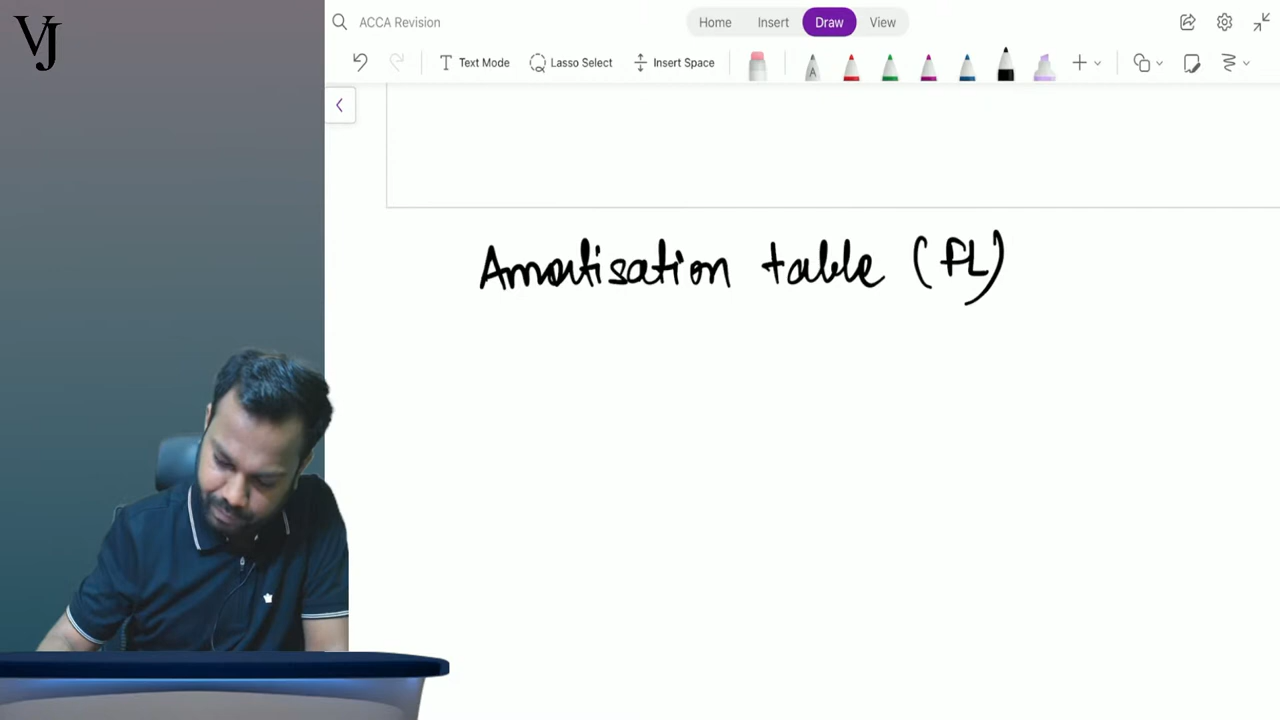 VJ
ACCA Revision
Home Insert Draw View
Text Mode Lasso Select Insert Space
A
Amortisation table (FL)